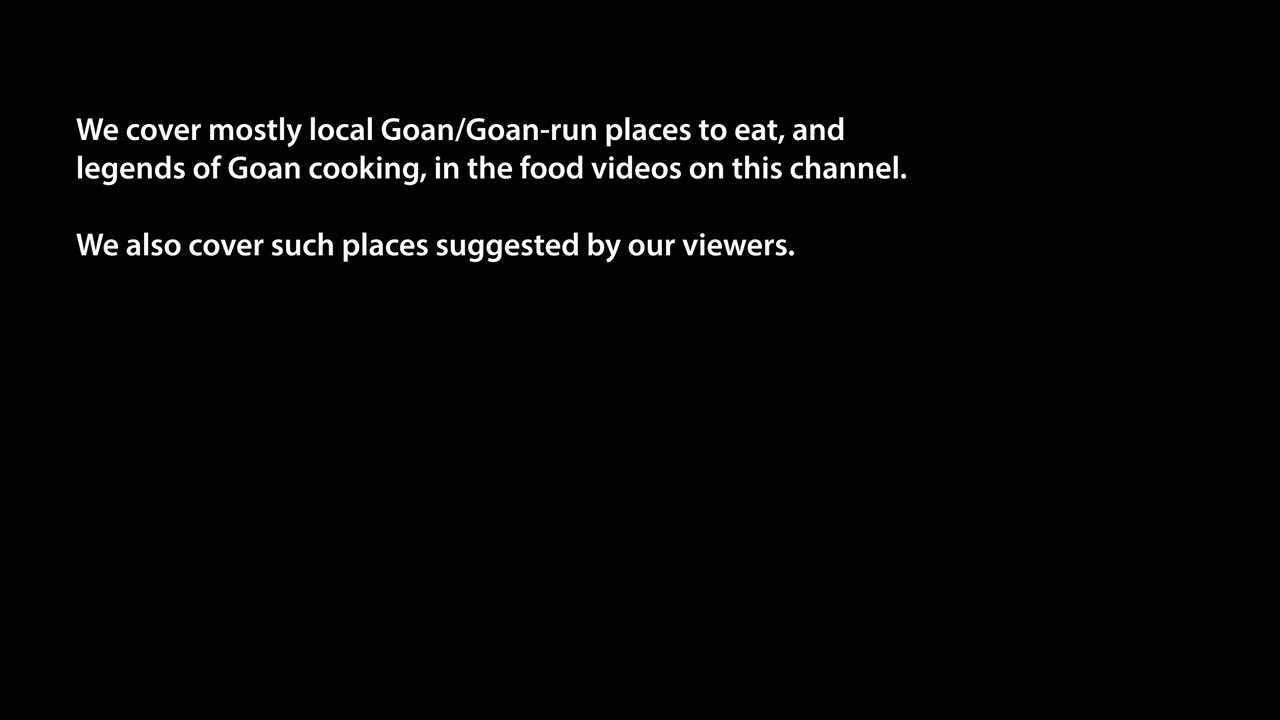 We cover mostly local Goan/Goan-run places to eat, and
legends of Goan cooking, in the food videos on this channel.
We also cover such places suggested by our viewers.